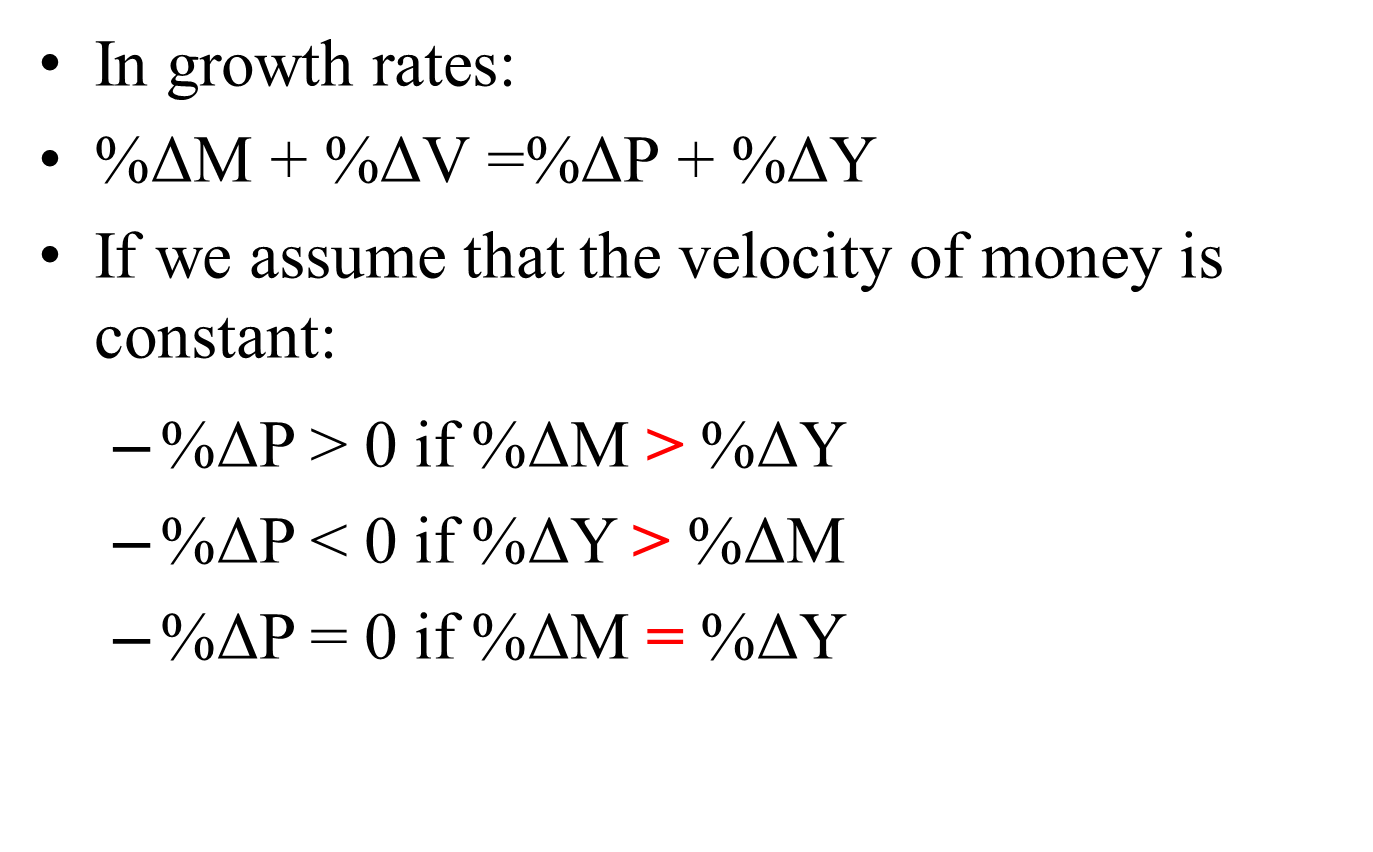 • In growth rates:
• %ΔM + %ΔV =%ΔP + %ΔY
• If we assume that the velocity of money is
constant:
– %ΔP > 0 if %ΔM > %ΔY
– %ΔP < 0 if %ΔY > %ΔM
– %ΔP = 0 if %ΔM = %ΔY